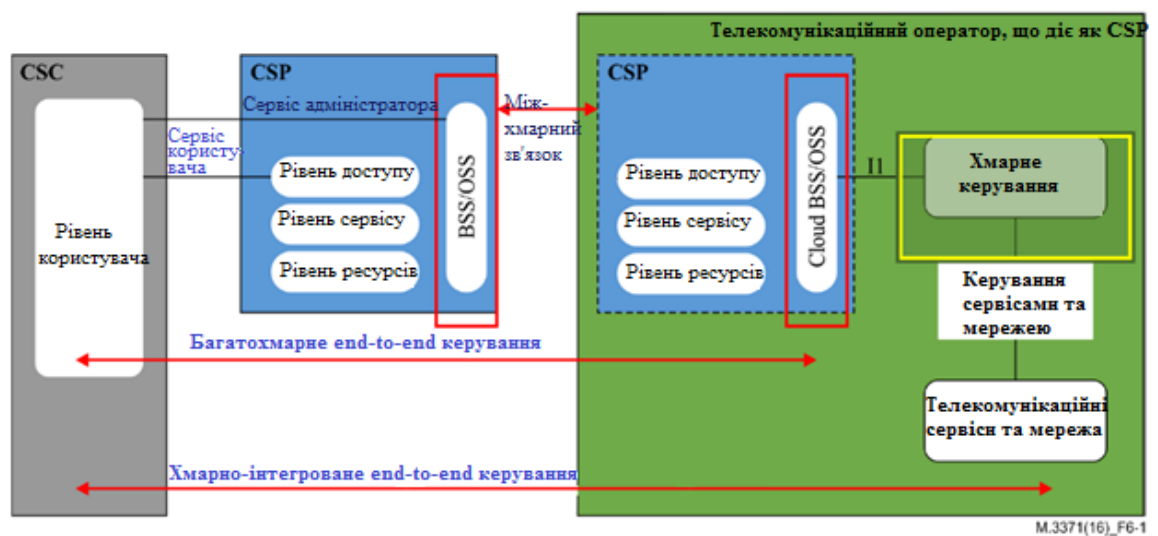 Телекомунікаційний оператор, що діє як CSP
CSC
CSP
CSP
Сервіс адміністратора
Між-
хмарний
зв'язок
Сервіс
користу-
вача
Рівень доступу
Рівень сервісу
Рівень ресурсів
BSS/OSS
Рівень
користувача
Рівень доступу
Рівень сервісу
Рівень ресурсів
Cloud BSS/OSS
I1
Хмарне
керування
Керування
сервісами та
мережею
Багатохмарне end-to-end керування
Телекомунікаційні
сервіси та мережа
Хмарно-інтегроване end-to-end керування
M.3371(16)_F6-1